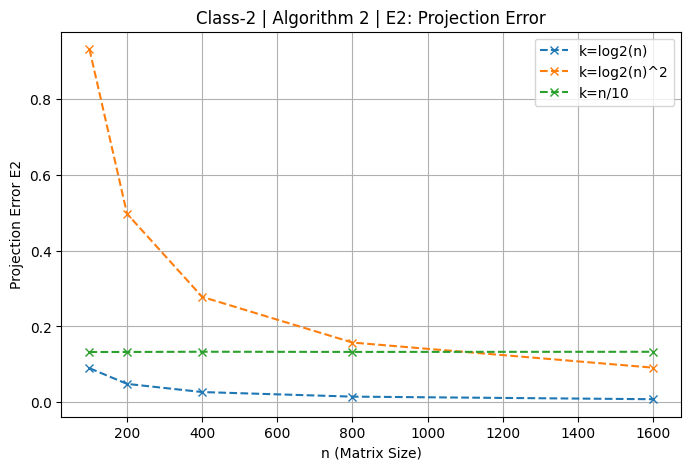 Class-2 | Algorithm 2 | E2: Projection Error
k=log2(n)
k=log2(n)^2
k=n/10
Projection Error E2
0.8
0.6
0.4
0.2
0.0
200 400 600 800 1000 1200 1400 1600
n (Matrix Size)